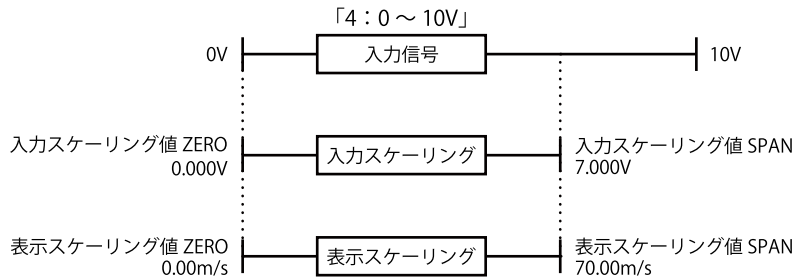 「4：0 ～ 10V」
0V
入力信号
10V
入力スケーリング値 ZERO
0.000V
入力スケーリング
入力スケーリング値 SPAN
7.000V
表示スケーリング値 ZERO
0.00m/s
表示スケーリング
表示スケーリング値 SPAN
70.00m/s